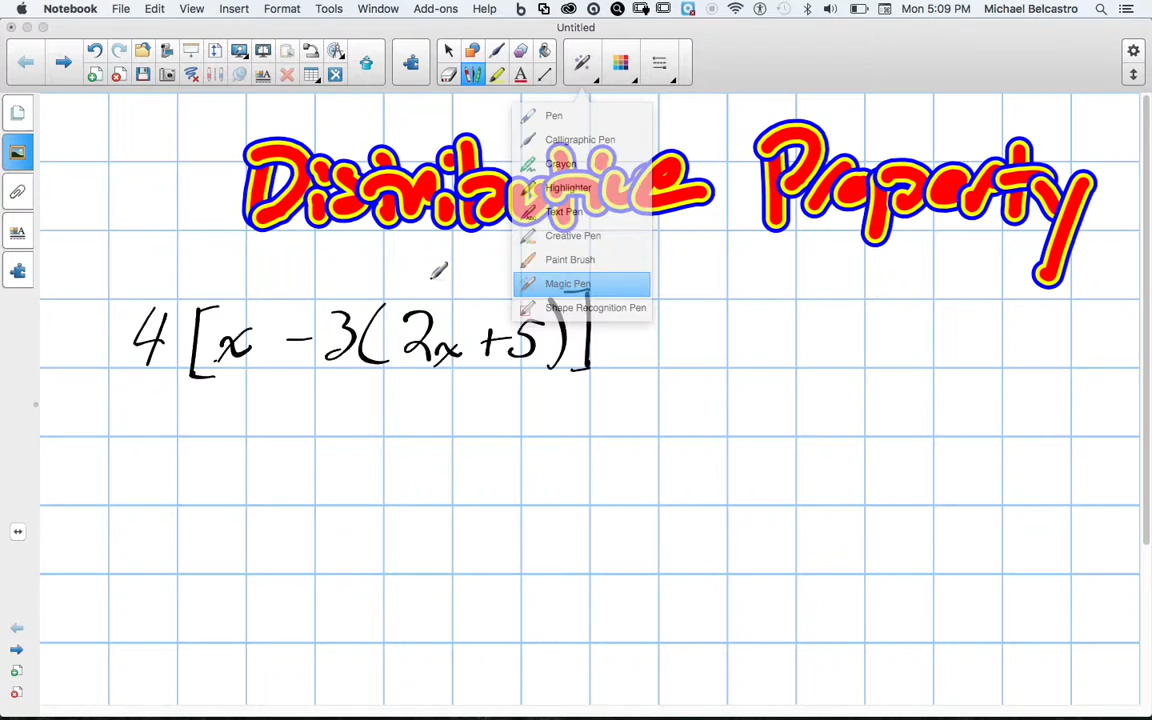 Notebook File Edit View Insert Format Tools Window Add-ons Help Mon 5:09 PM Michael Belcastro
Untitled
Pen
Calligraphic Pen
Crayon
Highlighter
Text Pen
Creative Pen
Paint Brush
Magic Pen
Shape Recognition Pen
Distributive Property
4[x -3(2x+5)]